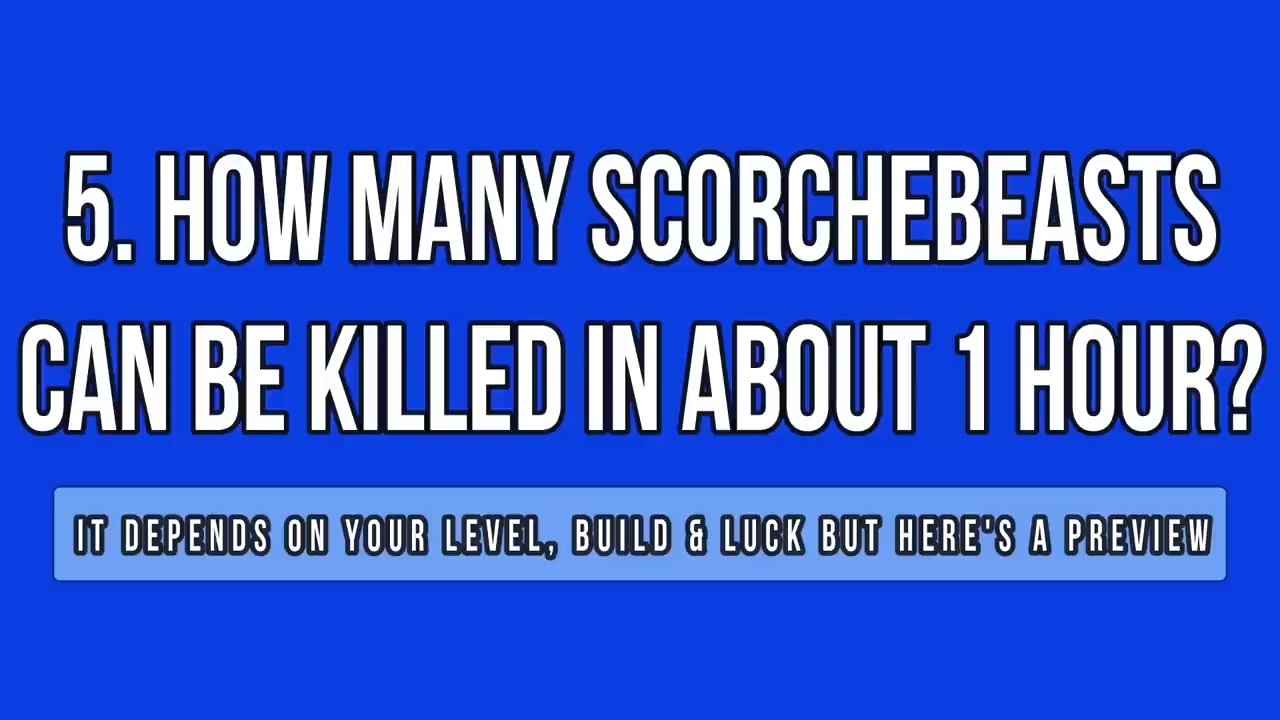 5. HOW MANY SCORCHEBEASTS
CAN BE KILLED IN ABOUT 1 HOUR?
IT DEPENDS ON YOUR LEVEL, BUILD & LUCK BUT HERE'S A PREVIEW